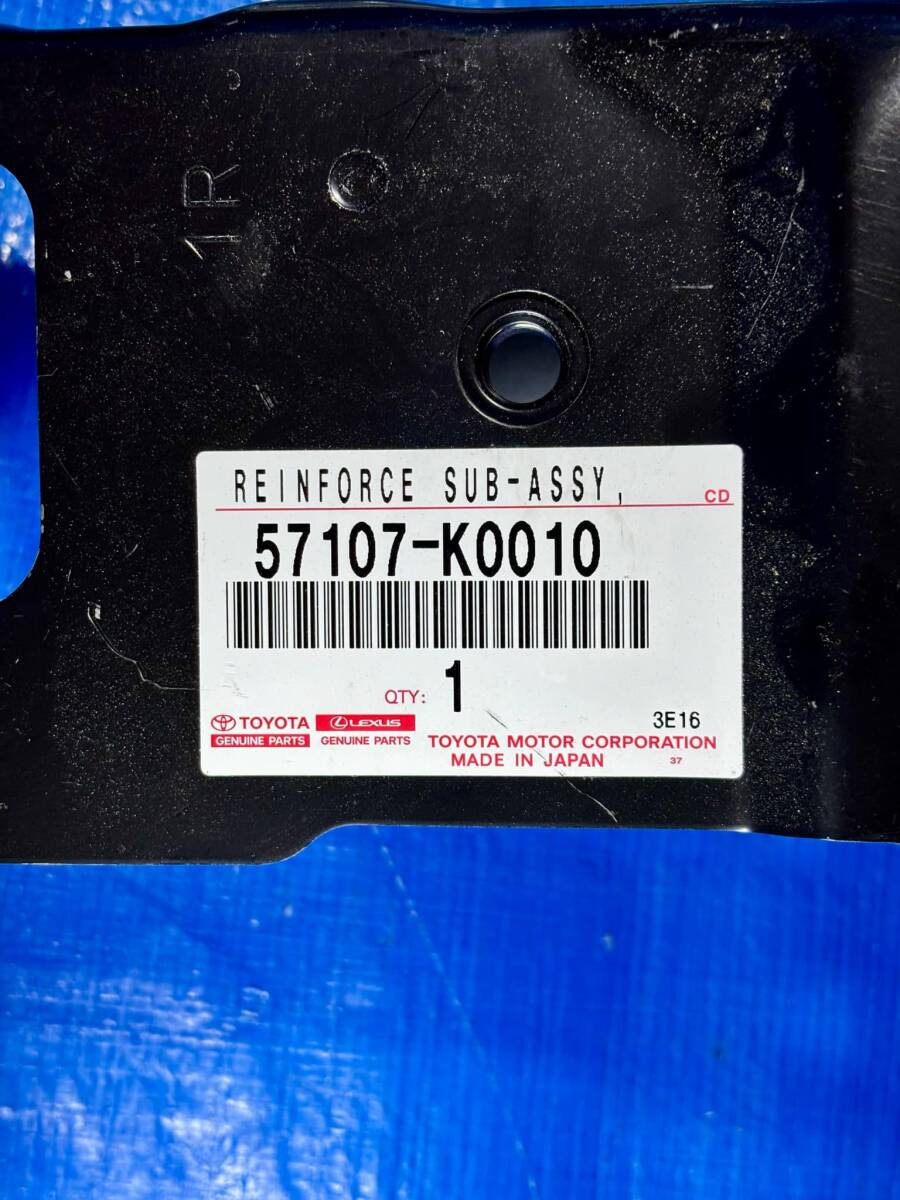 1R
REINFORCE SUB-ASSY,
CD
57107-K0010
QTY: 1
3E16
TOYOTA LEXUS
GENUINE PARTS GENUINE PARTS
TOYOTA MOTOR CORPORATION
MADE IN JAPAN 37